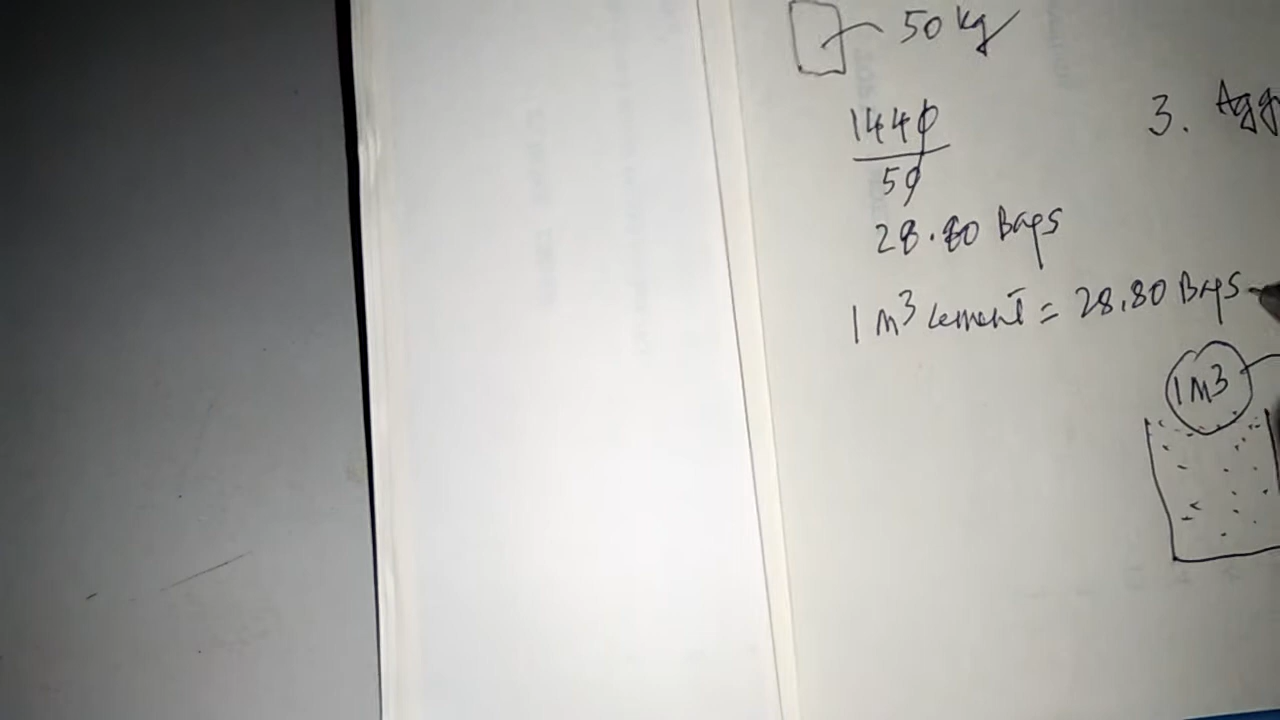 50 kg
1440
50
28.80 Bags
1 m³ cement = 28.80 Bags
3. Agg
1 m³